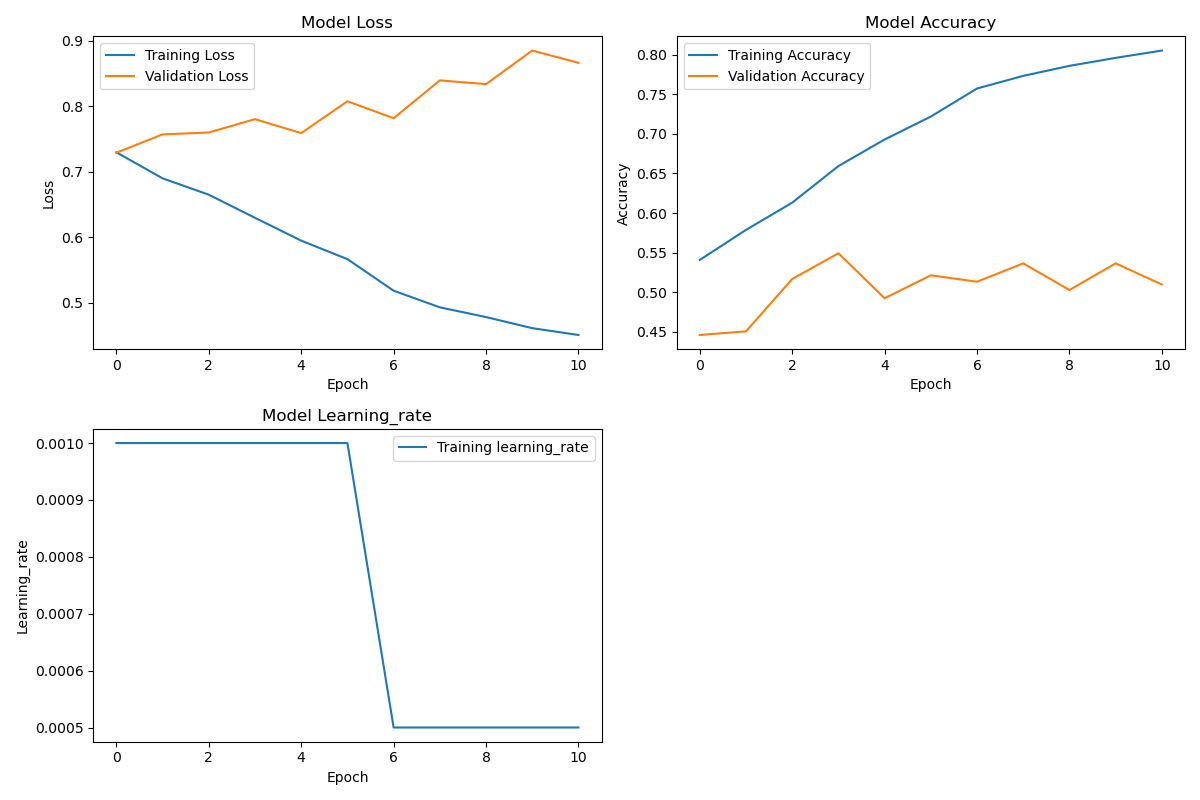 Model Loss
Training Loss
Validation Loss
Loss
0.9
0.8
0.7
0.6
0.5
0 2 4 6 8 10
Epoch
Model Accuracy
Training Accuracy
Validation Accuracy
Accuracy
0.80
0.75
0.70
0.65
0.60
0.55
0.50
0.45
0 2 4 6 8 10
Epoch
Model Learning_rate
Training learning_rate
Learning_rate
0.0010
0.0009
0.0008
0.0007
0.0006
0.0005
0 2 4 6 8 10
Epoch